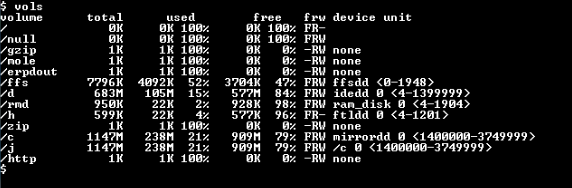 $ vols
volume total used free frw device unit
/ 0K 0K 100% 0K 100% FR-
/null 0K 0K 100% 0K 100% FRW
/gzip 1K 1K 100% 0K 0% -RW none
/mole 1K 1K 100% 0K 0% -RW none
/erpdout 1K 1K 100% 0K 0% -RW none
/ffs 7796K 4092K 52% 3704K 47% FRW ffsdd <0-1948>
/d 683M 105M 15% 577M 84% FRW idedd 0 <4-1399999>
/rmd 950K 22K 2% 928K 98% FRW ram_disk 0 <4-1904>
/h 599K 22K 4% 577K 96% FR- ftldd 0 <4-1201>
/zip 1K 1K 100% 0K 0% -RW none
/c 1147M 238M 21% 909M 79% FRW mirrordd 0 <1400000-3749999>
/j 1147M 238M 21% 909M 79% FRW /c 0 <1400000-3749999>
/http 1K 1K 100% 0K 0% -RW none
$